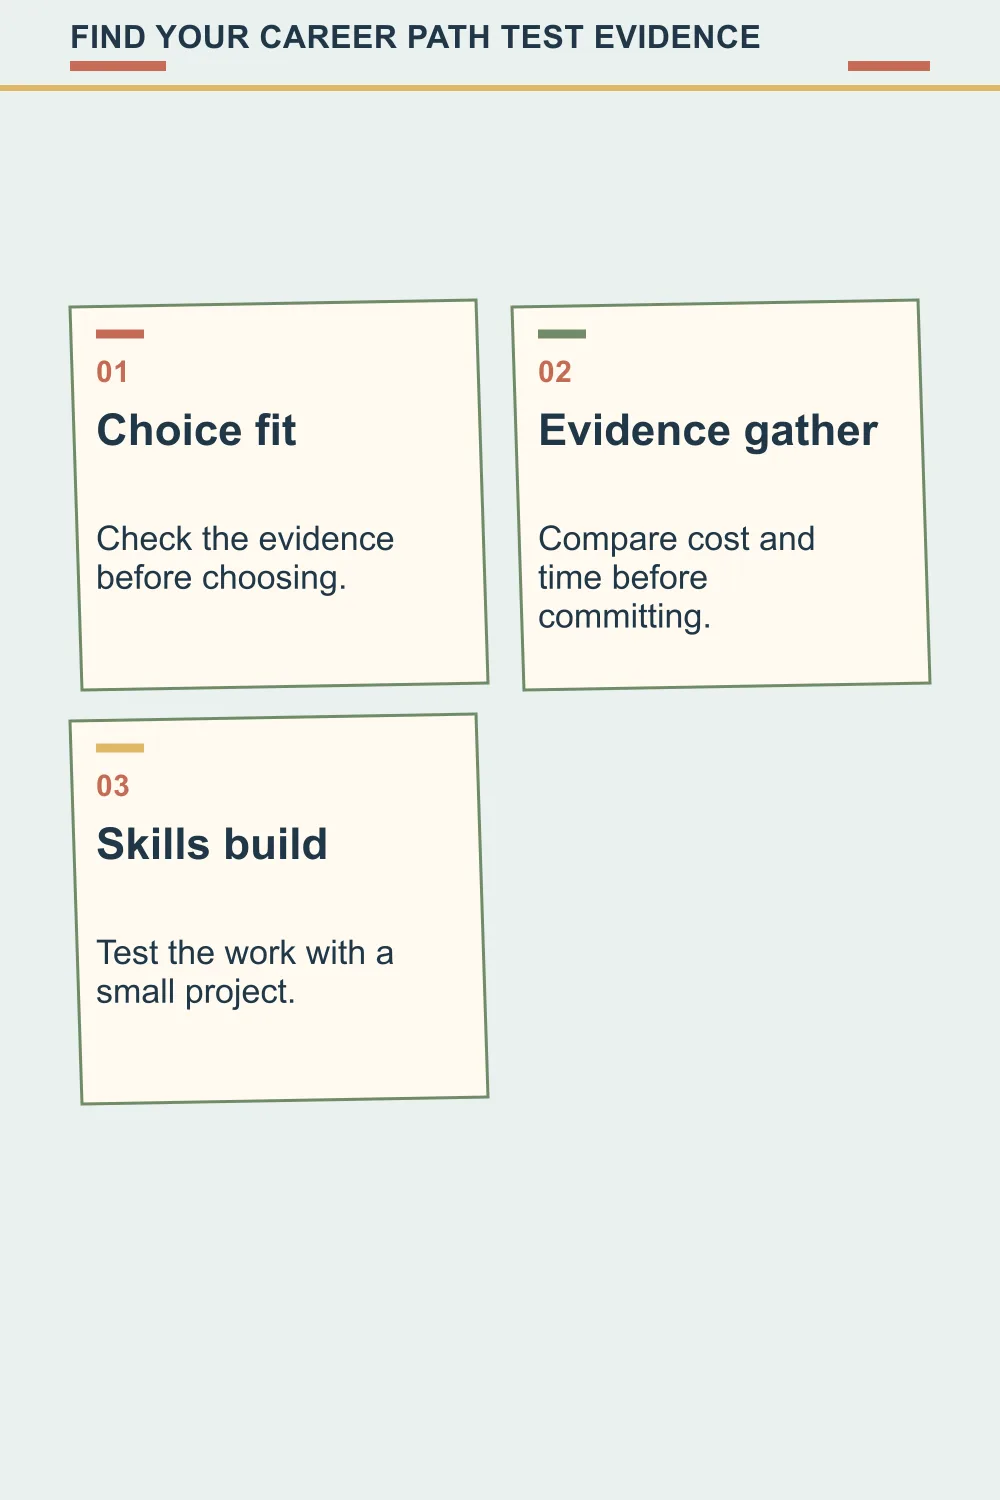 FIND YOUR CAREER PATH TEST EVIDENCE
01
Choice fit
Check the evidence
before choosing.
02
Evidence gather
Compare cost and
time before
committing.
03
Skills build
Test the work with a
small project.